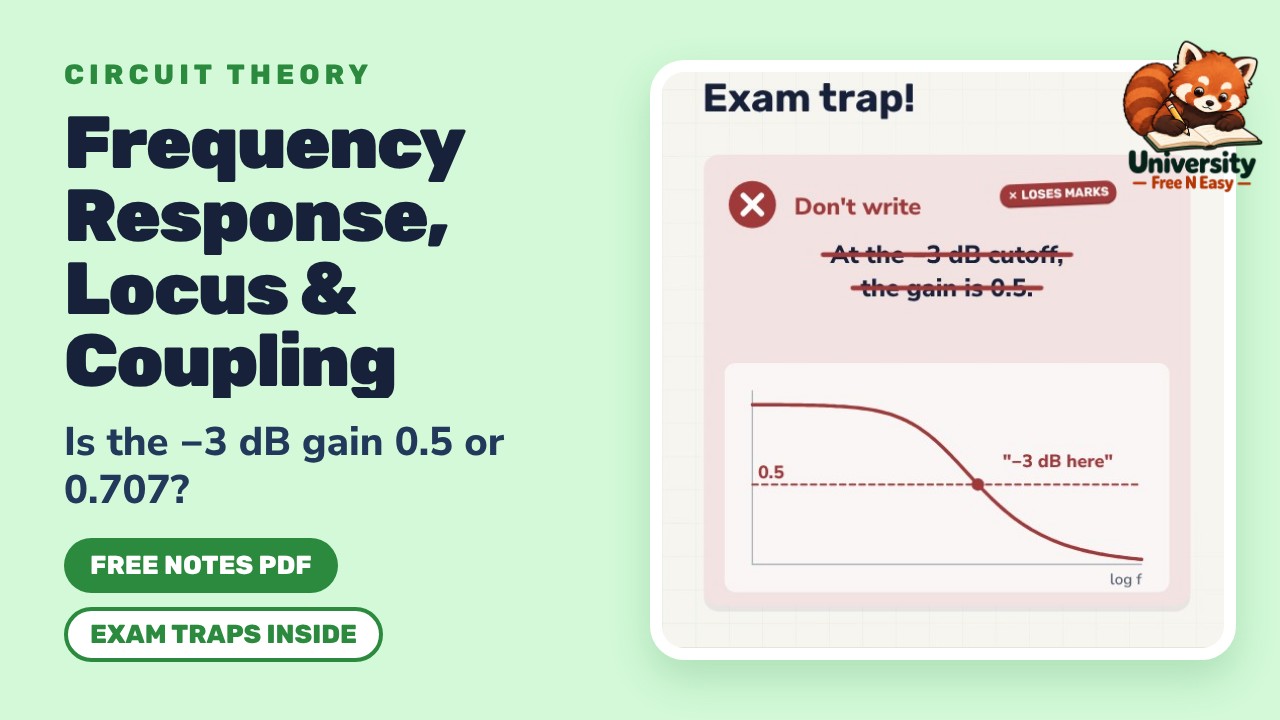 CIRCUIT THEORY
Frequency
Response,
Locus &
Coupling
Is the −3 dB gain 0.5 or
0.707?
FREE NOTES PDF
EXAM TRAPS INSIDE
Exam trap!
University
Free N Easy
Don't write
× LOSES MARKS
At the −3 dB cutoff,
the gain is 0.5.
0.5
"−3 dB here"
log f